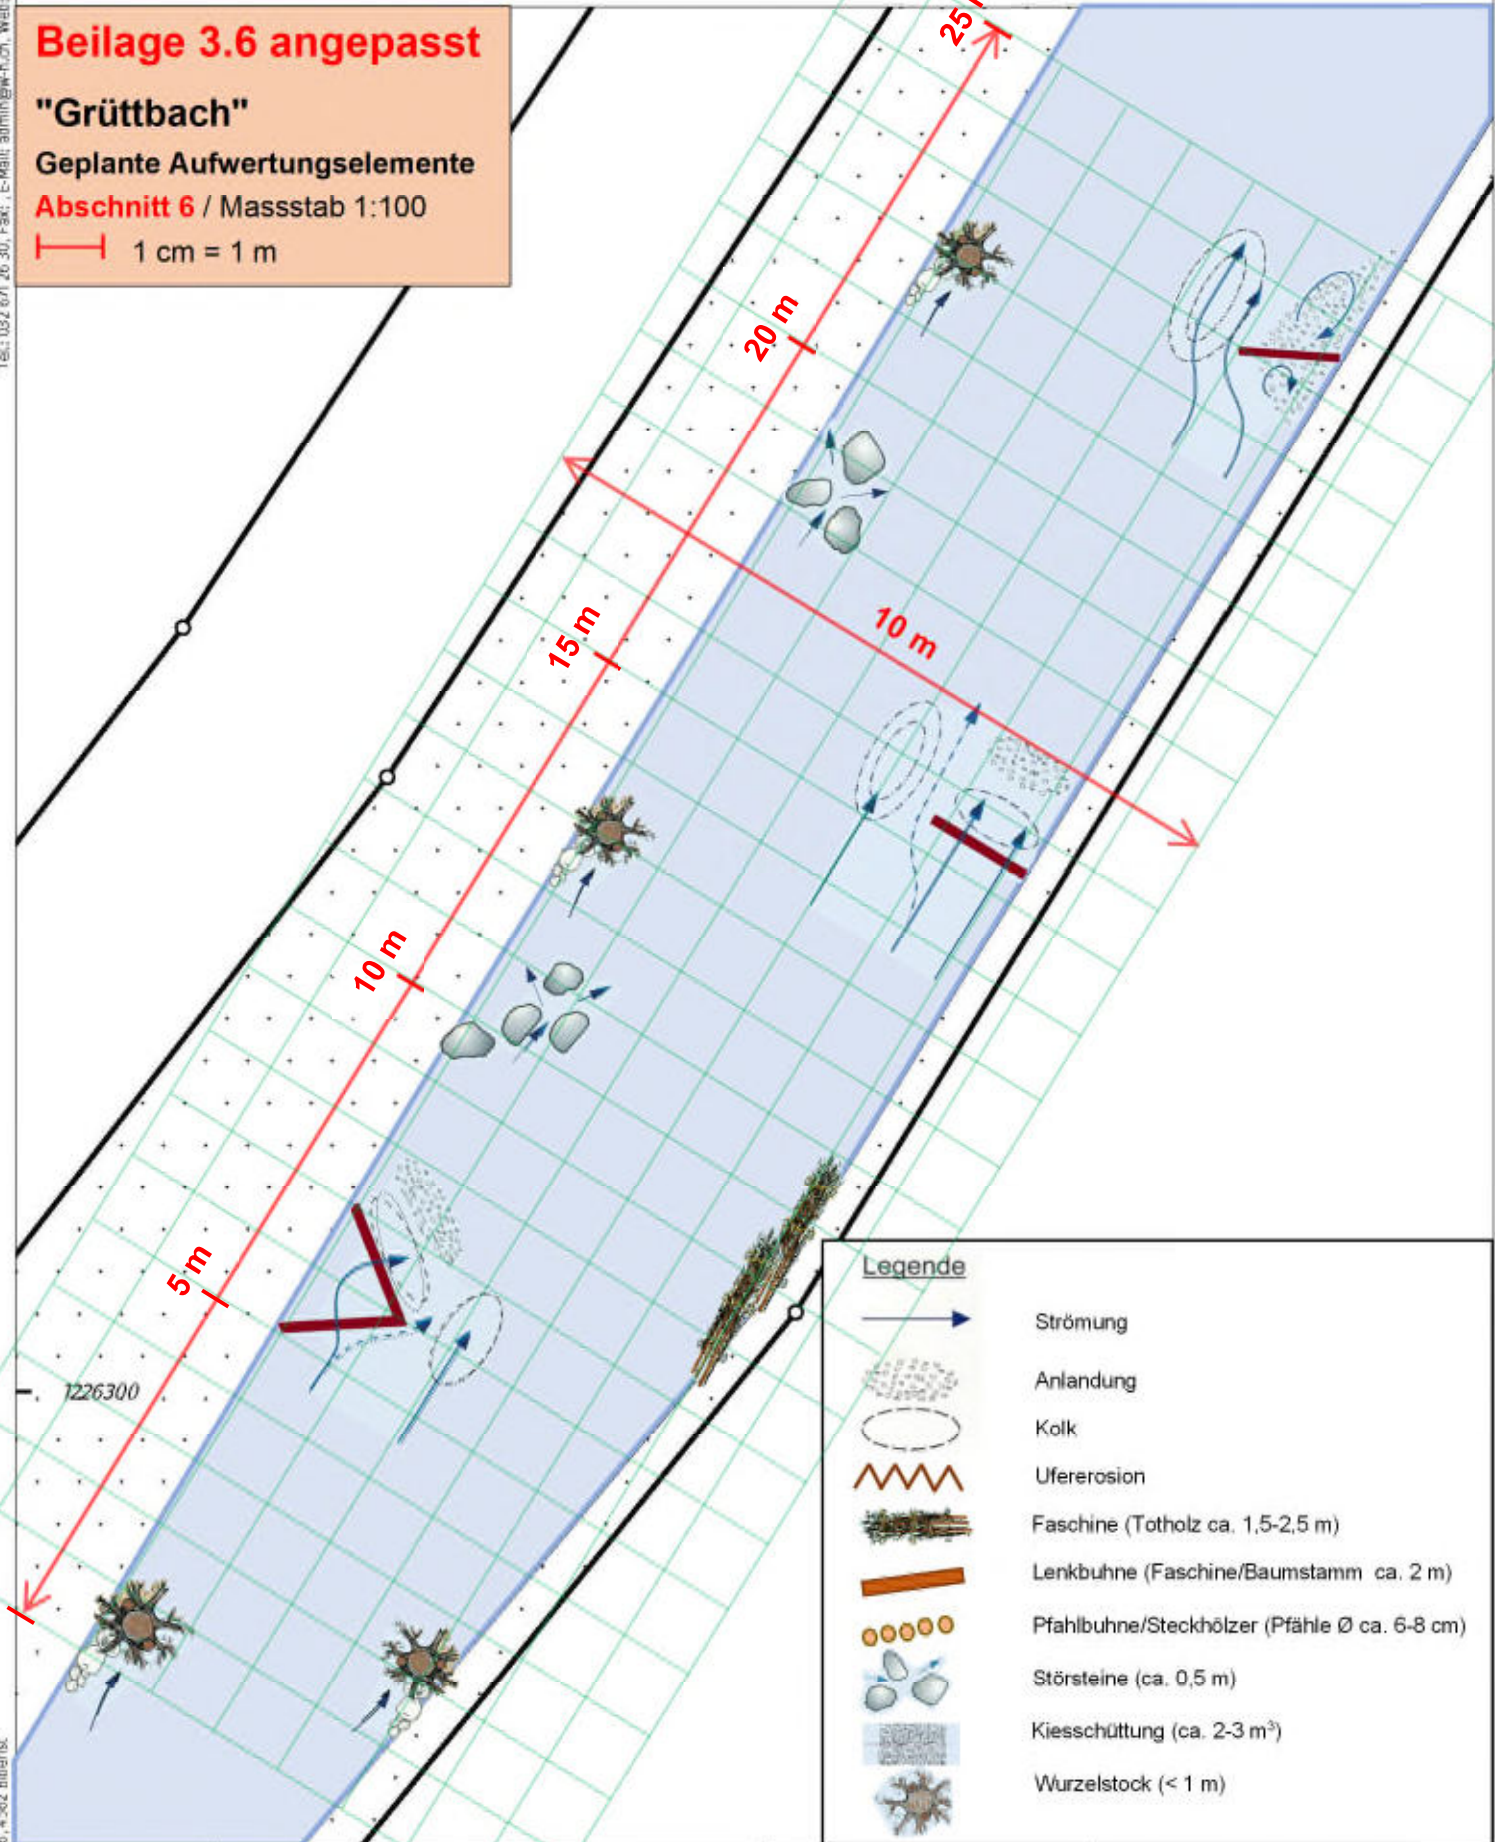 Beilage 3.6 angepasst
"Grüttbach"
Geplante Aufwertungselemente
Abschnitt 6 / Massstab 1:100
1 cm = 1 m
25
20 m
15 m
10 m
10 m
5 m
1226300
Legende
Strömung
Anlandung
Kolk
Ufererosion
Faschine (Totholz ca. 1,5-2,5 m)
Lenkbuhne (Faschine/Baumstamm ca. 2 m)
Pfahlbuhne/Steckhölzer (Pfähle Ø ca. 6-8 cm)
Störsteine (ca. 0,5 m)
Kiesschüttung (ca. 2-3 m³)
Wurzelstock (< 1 m)